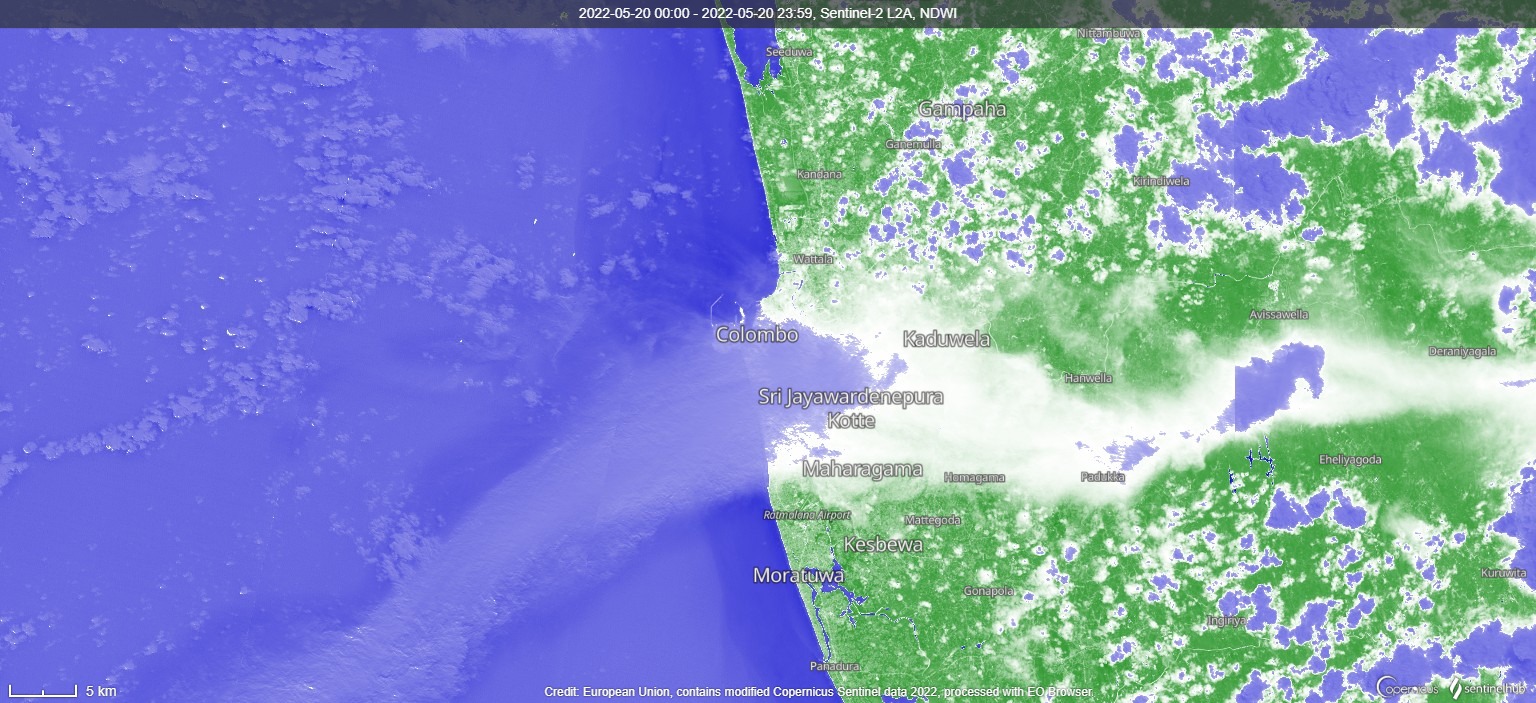 2022-05-20 00:00 - 2022-05-20 23:59, Sentinel-2 L2A, NDWI
Nittambuwa
Seeduwa
Gampaha
Ganemulla
Kandana
Kirindiwela
Wattala
Avissawella
Colombo
Kaduwela
Deraniyagala
Hanwella
Sri Jayawardenepura
Kotte
Maharagama
Homagama
Padukka
Eheliyagoda
Ratmalana Airport
Mattegoda
Kesbewa
Moratuwa
Kuruwita
Gonapola
Ingiriya
Panadura
5 km
Credit: European Union, contains modified Copernicus Sentinel data 2022, processed with EO Browser
Copernicus
sentinelhub